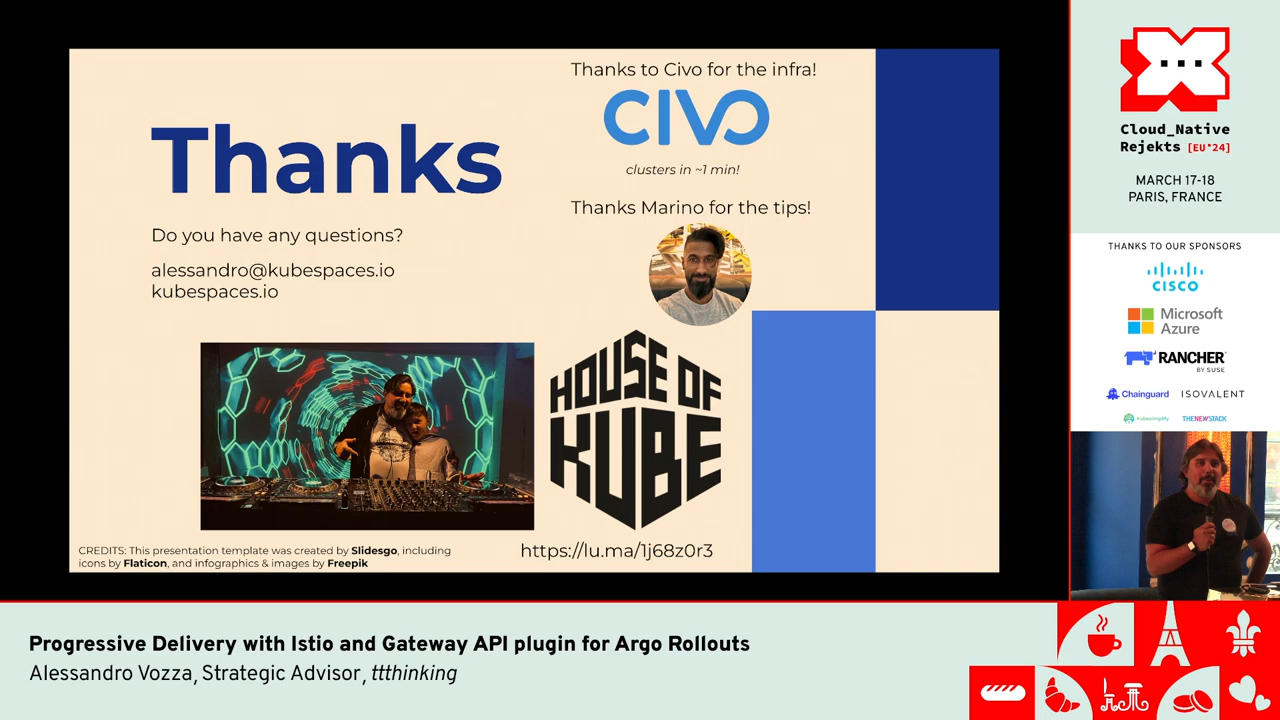 Thanks
Do you have any questions?
alessandro@kubespaces.io
kubespaces.io
Thanks to Civo for the infra!
CIVO
clusters in ~1 min!
Thanks Marino for the tips!
HOUSE OF
KUBE
https://lu.ma/1j68z0r3
CREDITS: This presentation template was created by Slidesgo, including
icons by Flaticon, and infographics & images by Freepik
Cloud_Native
Rejekts [EU*24]
MARCH 17-18
PARIS, FRANCE
THANKS TO OUR SPONSORS
CISCO
Microsoft
Azure
RANCHER
BY SUSE
Chainguard ISOVALENT
Kubesimplify THENEWSTACK
Progressive Delivery with Istio and Gateway API plugin for Argo Rollouts
Alessandro Vozza, Strategic Advisor, ttthinking